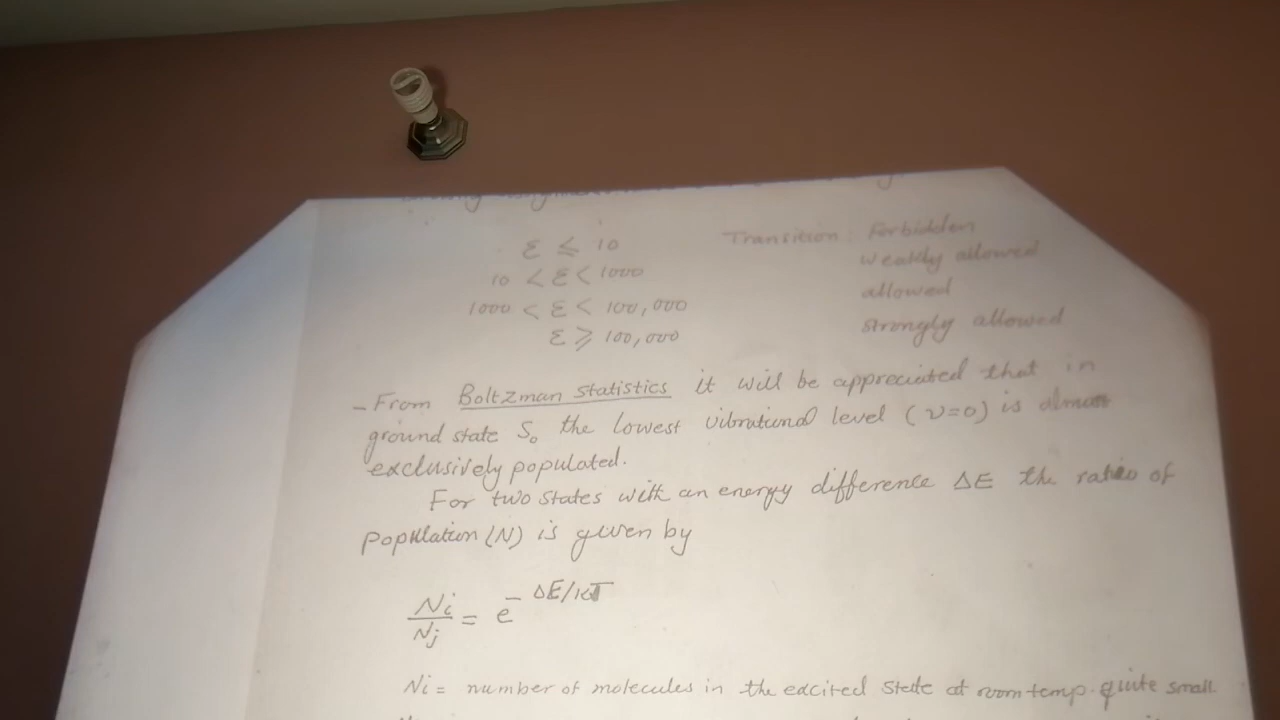 ε ≤ 10 Transition: Forbidden
10 < ε < 1000 weakly allowed
1000 < ε < 100,000 allowed
ε ⩾ 100,000 strongly allowed
- From Boltzman Statistics it will be appreciated that in
ground state S₀ the lowest vibrational level (v=0) is almost
exclusively populated.
For two states with an energy difference ΔE the ratio of
population (N) is given by
Ni/Nj = e^-ΔE/KT
Ni = number of molecules in the excited state at room temp. quite small